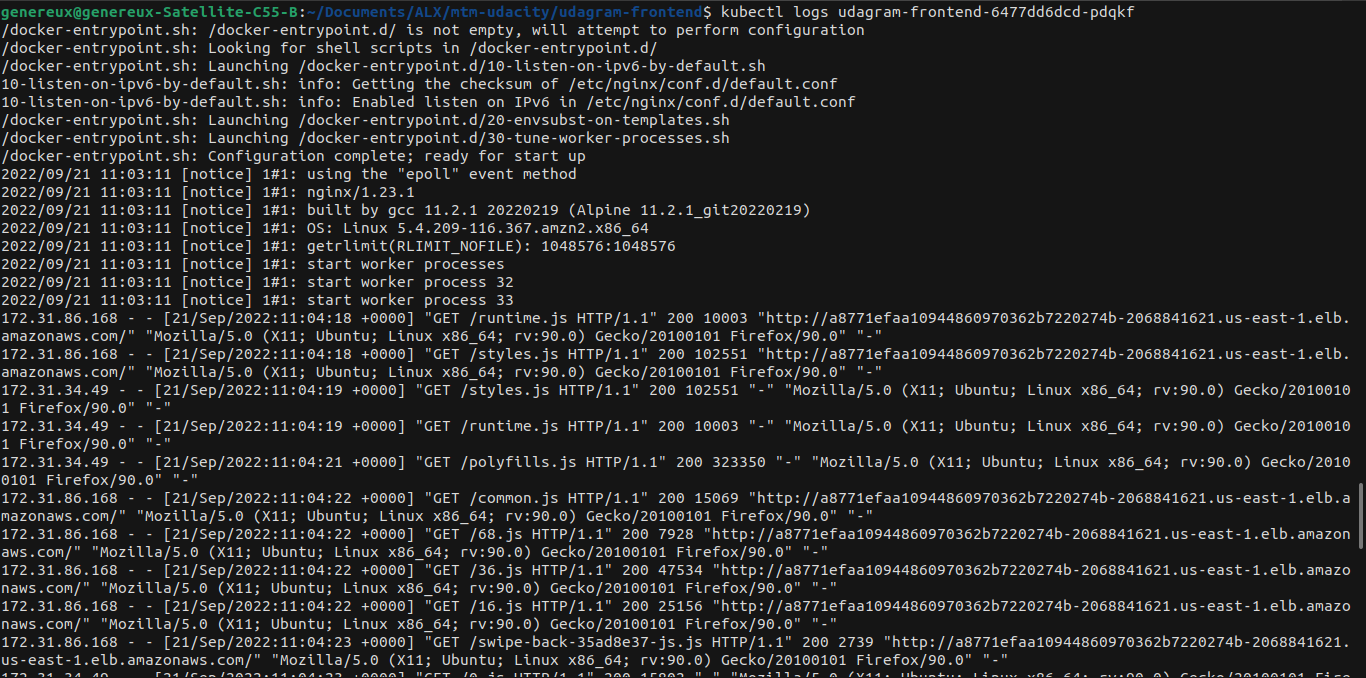 genereux@genereux-Satellite-C55-B:~/Documents/ALX/mtm-udacity/udagram-frontend$ kubectl logs udagram-frontend-6477dd6dcd-pdqkf
/docker-entrypoint.sh: /docker-entrypoint.d/ is not empty, will attempt to perform configuration
/docker-entrypoint.sh: Looking for shell scripts in /docker-entrypoint.d/
/docker-entrypoint.sh: Launching /docker-entrypoint.d/10-listen-on-ipv6-by-default.sh
10-listen-on-ipv6-by-default.sh: info: Getting the checksum of /etc/nginx/conf.d/default.conf
10-listen-on-ipv6-by-default.sh: info: Enabled listen on IPv6 in /etc/nginx/conf.d/default.conf
/docker-entrypoint.sh: Launching /docker-entrypoint.d/20-envsubst-on-templates.sh
/docker-entrypoint.sh: Launching /docker-entrypoint.d/30-tune-worker-processes.sh
/docker-entrypoint.sh: Configuration complete; ready for start up
2022/09/21 11:03:11 [notice] 1#1: using the "epoll" event method
2022/09/21 11:03:11 [notice] 1#1: nginx/1.23.1
2022/09/21 11:03:11 [notice] 1#1: built by gcc 11.2.1 20220219 (Alpine 11.2.1_git20220219)
2022/09/21 11:03:11 [notice] 1#1: OS: Linux 5.4.209-116.367.amzn2.x86_64
2022/09/21 11:03:11 [notice] 1#1: getrlimit(RLIMIT_NOFILE): 1048576:1048576
2022/09/21 11:03:11 [notice] 1#1: start worker processes
2022/09/21 11:03:11 [notice] 1#1: start worker process 32
2022/09/21 11:03:11 [notice] 1#1: start worker process 33
172.31.86.168 - - [21/Sep/2022:11:04:18 +0000] "GET /runtime.js HTTP/1.1" 200 10003 "http://a8771efaa10944860970362b7220274b-2068841621.us-east-1.elb.
amazonaws.com/" "Mozilla/5.0 (X11; Ubuntu; Linux x86_64; rv:90.0) Gecko/20100101 Firefox/90.0" "-"
172.31.86.168 - - [21/Sep/2022:11:04:18 +0000] "GET /styles.js HTTP/1.1" 200 102551 "http://a8771efaa10944860970362b7220274b-2068841621.us-east-1.elb.
amazonaws.com/" "Mozilla/5.0 (X11; Ubuntu; Linux x86_64; rv:90.0) Gecko/20100101 Firefox/90.0" "-"
172.31.34.49 - - [21/Sep/2022:11:04:19 +0000] "GET /styles.js HTTP/1.1" 200 102551 "-" "Mozilla/5.0 (X11; Ubuntu; Linux x86_64; rv:90.0) Gecko/2010010
1 Firefox/90.0" "-"
172.31.34.49 - - [21/Sep/2022:11:04:19 +0000] "GET /runtime.js HTTP/1.1" 200 10003 "-" "Mozilla/5.0 (X11; Ubuntu; Linux x86_64; rv:90.0) Gecko/2010010
1 Firefox/90.0" "-"
172.31.34.49 - - [21/Sep/2022:11:04:21 +0000] "GET /polyfills.js HTTP/1.1" 200 323350 "-" "Mozilla/5.0 (X11; Ubuntu; Linux x86_64; rv:90.0) Gecko/2010
0101 Firefox/90.0" "-"
172.31.86.168 - - [21/Sep/2022:11:04:22 +0000] "GET /common.js HTTP/1.1" 200 15069 "http://a8771efaa10944860970362b7220274b-2068841621.us-east-1.elb.a
mazonaws.com/" "Mozilla/5.0 (X11; Ubuntu; Linux x86_64; rv:90.0) Gecko/20100101 Firefox/90.0" "-"
172.31.86.168 - - [21/Sep/2022:11:04:22 +0000] "GET /68.js HTTP/1.1" 200 7928 "http://a8771efaa10944860970362b7220274b-2068841621.us-east-1.elb.amazon
aws.com/" "Mozilla/5.0 (X11; Ubuntu; Linux x86_64; rv:90.0) Gecko/20100101 Firefox/90.0" "-"
172.31.86.168 - - [21/Sep/2022:11:04:22 +0000] "GET /36.js HTTP/1.1" 200 47534 "http://a8771efaa10944860970362b7220274b-2068841621.us-east-1.elb.amazo
naws.com/" "Mozilla/5.0 (X11; Ubuntu; Linux x86_64; rv:90.0) Gecko/20100101 Firefox/90.0" "-"
172.31.86.168 - - [21/Sep/2022:11:04:22 +0000] "GET /16.js HTTP/1.1" 200 25156 "http://a8771efaa10944860970362b7220274b-2068841621.us-east-1.elb.amazo
naws.com/" "Mozilla/5.0 (X11; Ubuntu; Linux x86_64; rv:90.0) Gecko/20100101 Firefox/90.0" "-"
172.31.86.168 - - [21/Sep/2022:11:04:23 +0000] "GET /swipe-back-35ad8e37-js.js HTTP/1.1" 200 2739 "http://a8771efaa10944860970362b7220274b-2068841621.
us-east-1.elb.amazonaws.com/" "Mozilla/5.0 (X11; Ubuntu; Linux x86_64; rv:90.0) Gecko/20100101 Firefox/90.0" "-"